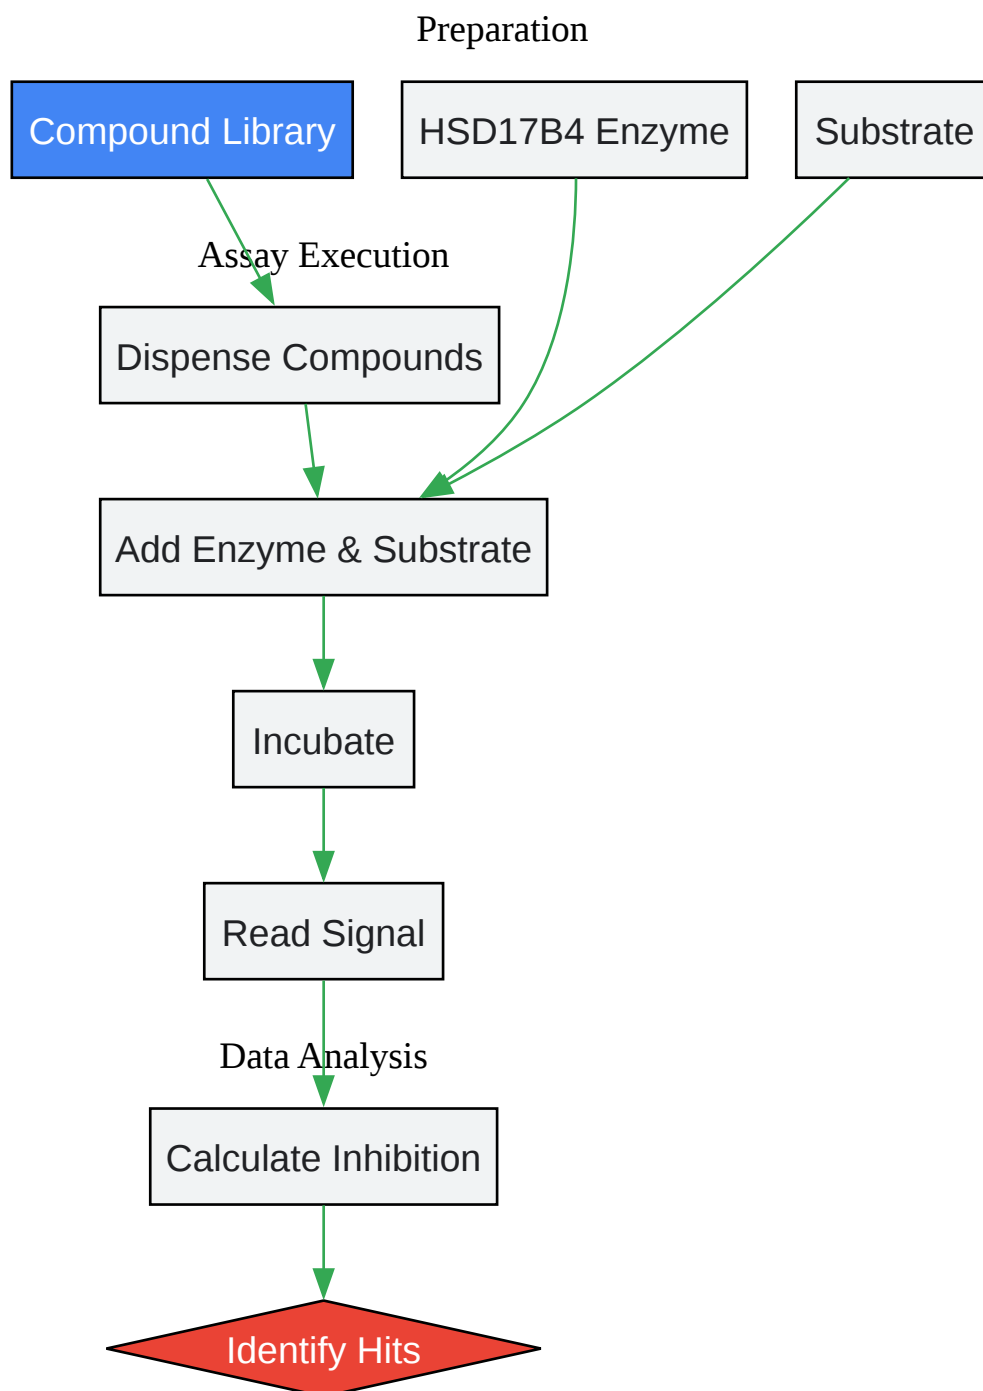 Preparation
Compound Library
HSD17B4 Enzyme
Substrate
Assay Execution
Dispense Compounds
Add Enzyme & Substrate
Incubate
Read Signal
Data Analysis
Calculate Inhibition
Identify Hits